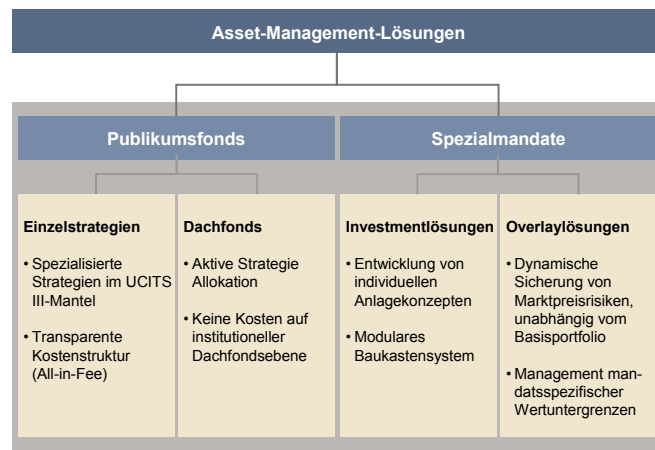 Asset-Management-Lösungen
Publikumsfonds
Spezialmandate
Einzelstrategien
• Spezialisierte
Strategien im UCITS
III-Mantel
• Transparente
Kostenstruktur
(All-in-Fee)
Dachfonds
• Aktive Strategie
Allokation
• Keine Kosten auf
institutioneller
Dachfondsebene
Investmentlösungen
• Entwicklung von
individuellen
Anlagekonzepten
• Modulares
Baukastensystem
Overlaylösungen
• Dynamische
Sicherung von
Marktpreisrisiken,
unabhängig vom
Basisportfolio
• Management man-
datsspezifischer
Wertuntergrenzen